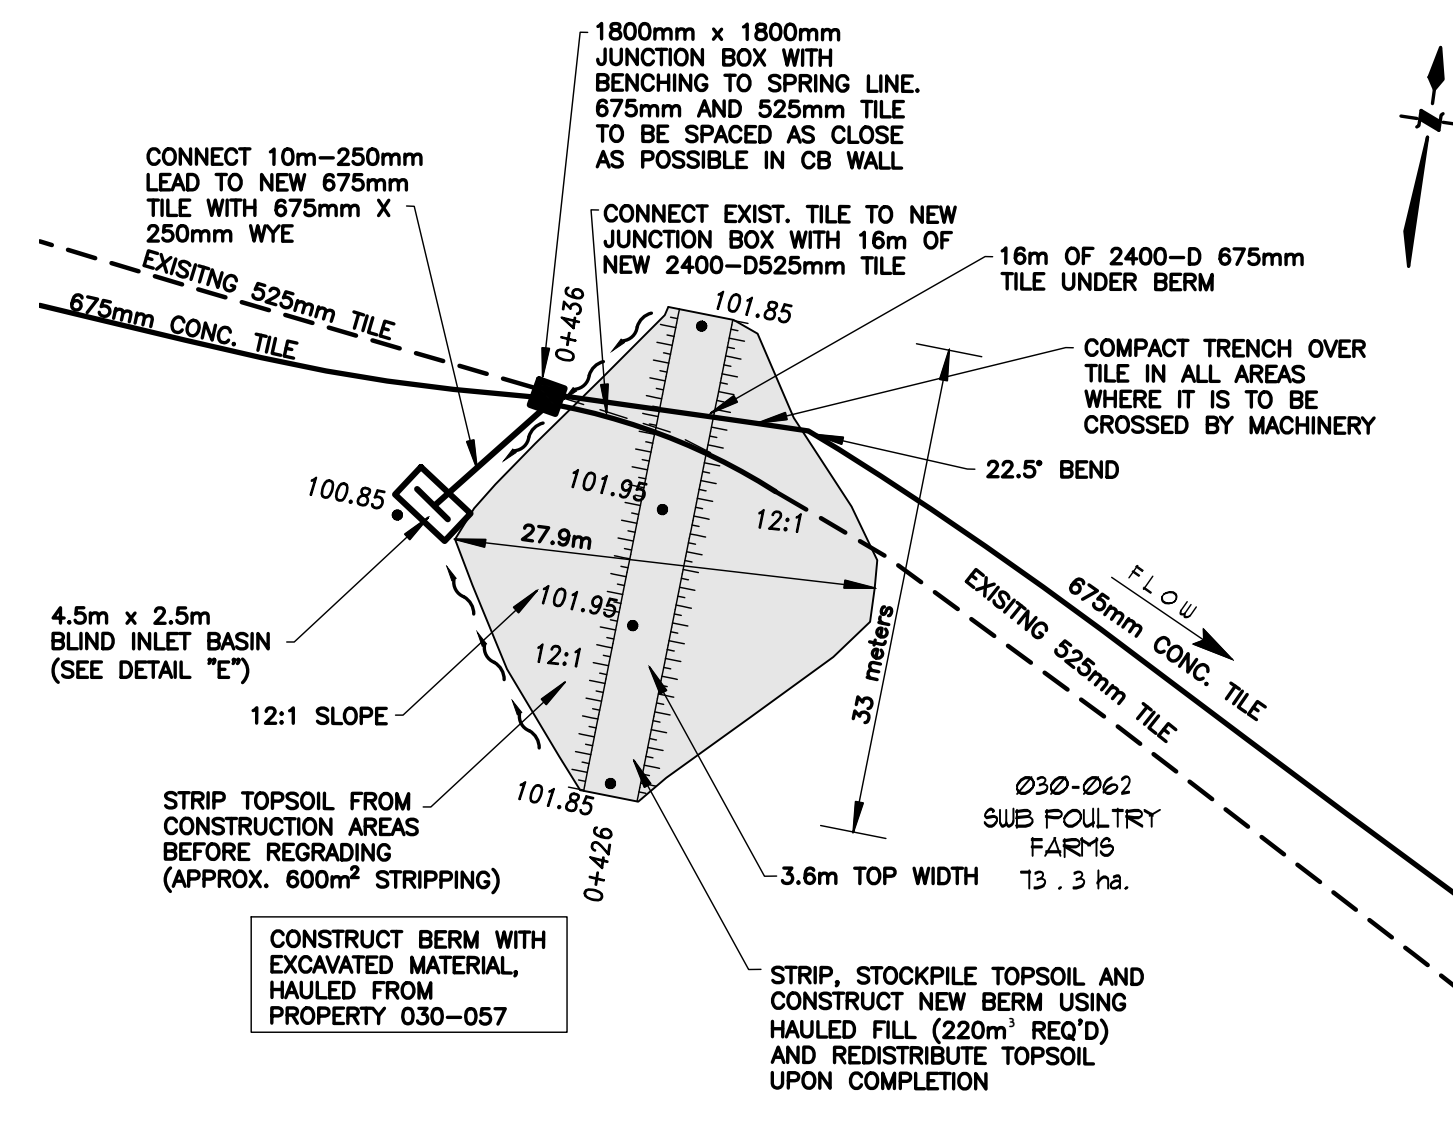 1800mm x 1800mm
JUNCTION BOX WITH
BENCHING TO SPRING LINE.
675mm AND 525mm TILE
TO BE SPACED AS CLOSE
AS POSSIBLE IN CB WALL
CONNECT 10m-250mm
LEAD TO NEW 675mm
TILE WITH 675mm X
250mm WYE
CONNECT EXIST. TILE TO NEW
JUNCTION BOX WITH 16m OF
NEW 2400-D525mm TILE
16m OF 2400-D 675mm
TILE UNDER BERM
EXISITNG 525mm TILE
675mm CONC. TILE
0+436
101.85
COMPACT TRENCH OVER
TILE IN ALL AREAS
WHERE IT IS TO BE
CROSSED BY MACHINERY
22.5° BEND
100.85
101.95
12:1
27.9m
101.95
12:1
33 meters
FLOW
675mm CONC. TILE
EXISITNG 525mm TILE
4.5m x 2.5m
BLIND INLET BASIN
(SEE DETAIL "E")
12:1 SLOPE
STRIP TOPSOIL FROM
CONSTRUCTION AREAS
BEFORE REGRADING
(APPROX. 600m² STRIPPING)
101.85
0+426
3.6m TOP WIDTH
030-062
SWB POULTRY
FARMS
73.3 ha.
CONSTRUCT BERM WITH
EXCAVATED MATERIAL,
HAULED FROM
PROPERTY 030-057
STRIP, STOCKPILE TOPSOIL AND
CONSTRUCT NEW BERM USING
HAULED FILL (220m³ REQ'D)
AND REDISTRIBUTE TOPSOIL
UPON COMPLETION